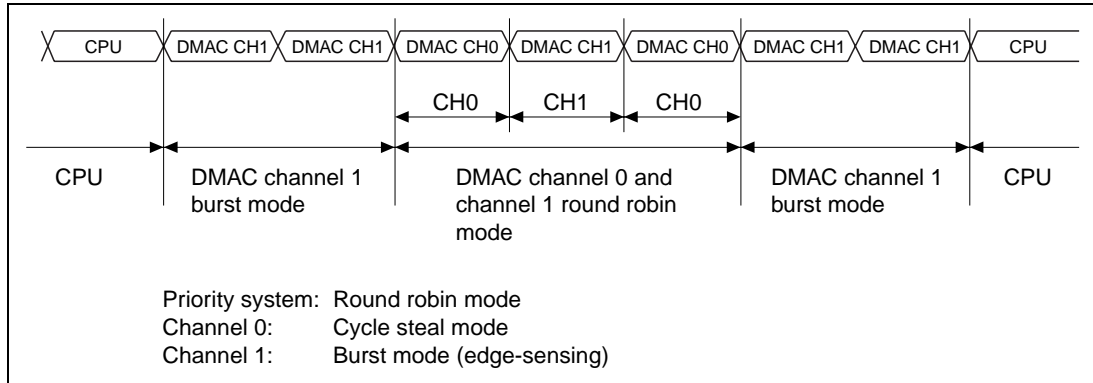 CPU DMAC CH1 DMAC CH1 DMAC CH0 DMAC CH1 DMAC CH0 DMAC CH1 DMAC CH1 CPU
CH0 CH1 CH0
CPU
DMAC channel 1
burst mode
DMAC channel 0 and
channel 1 round robin
mode
DMAC channel 1
burst mode
CPU
Priority system: Round robin mode
Channel 0: Cycle steal mode
Channel 1: Burst mode (edge-sensing)